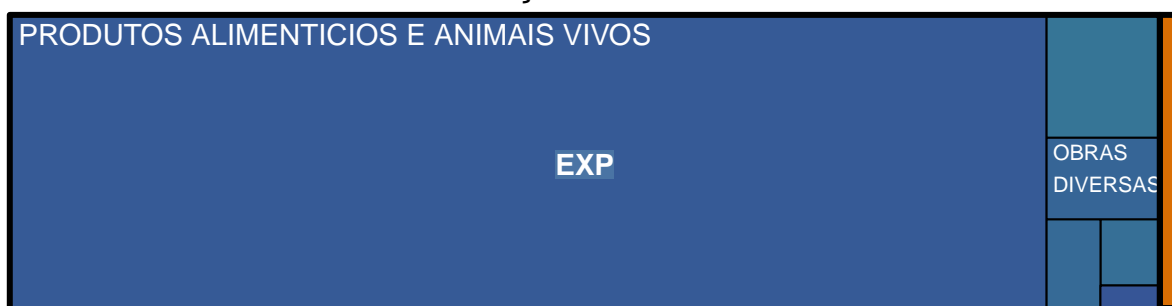 PRODUTOS ALIMENTICIOS E ANIMAIS VIVOS
EXP
OBRAS
DIVERSAS